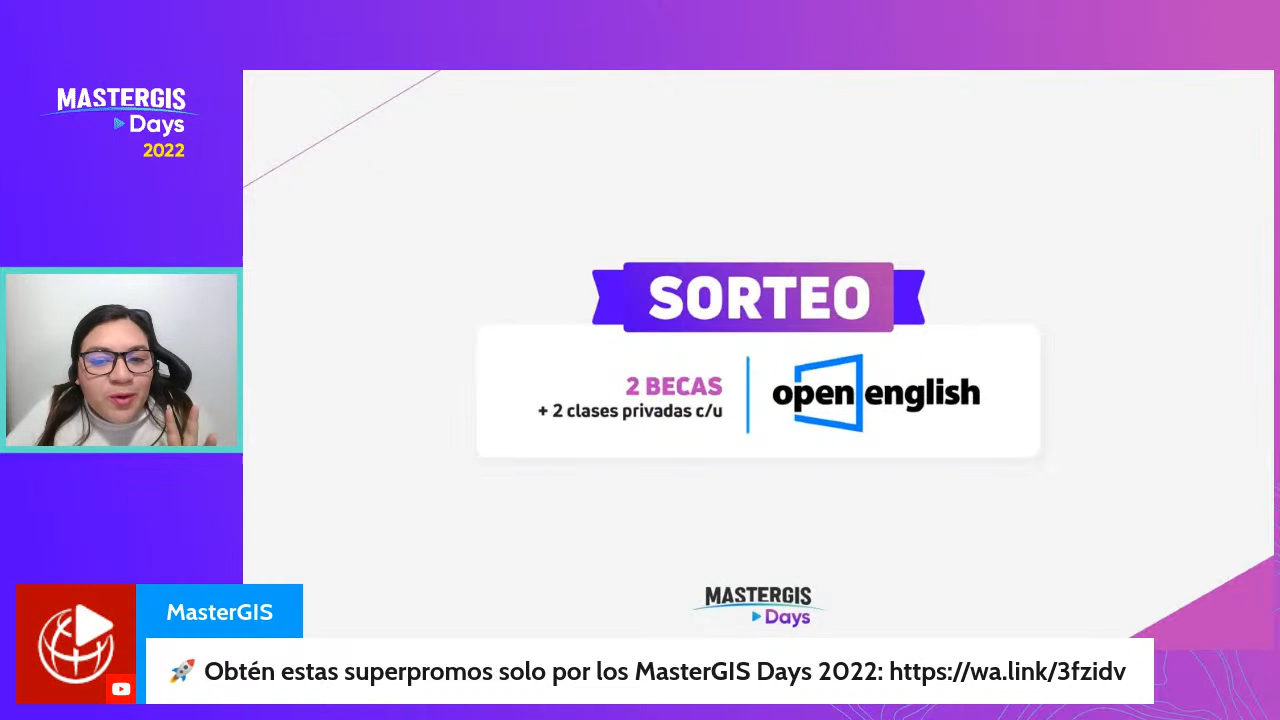 MASTERGIS
Days
2022
SORTEO
2 BECAS
+ 2 clases privadas c/u
open english
MASTERGIS
Days
MasterGIS
🚀 Obtén estas superpromos solo por los MasterGIS Days 2022: https://wa.link/3fzidv